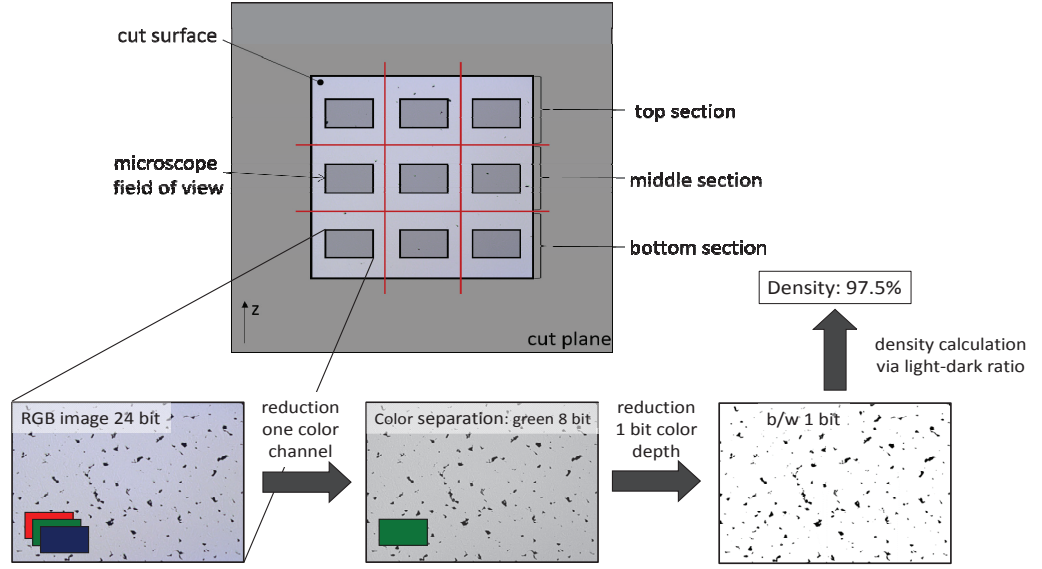 cut surface
top section
microscope
field of view
middle section
bottom section
z
cut plane
Density: 97.5%
density calculation
via light-dark ratio
RGB image 24 bit
reduction
one color
channel
Color separation: green 8 bit
reduction
1 bit color
depth
b/w 1 bit